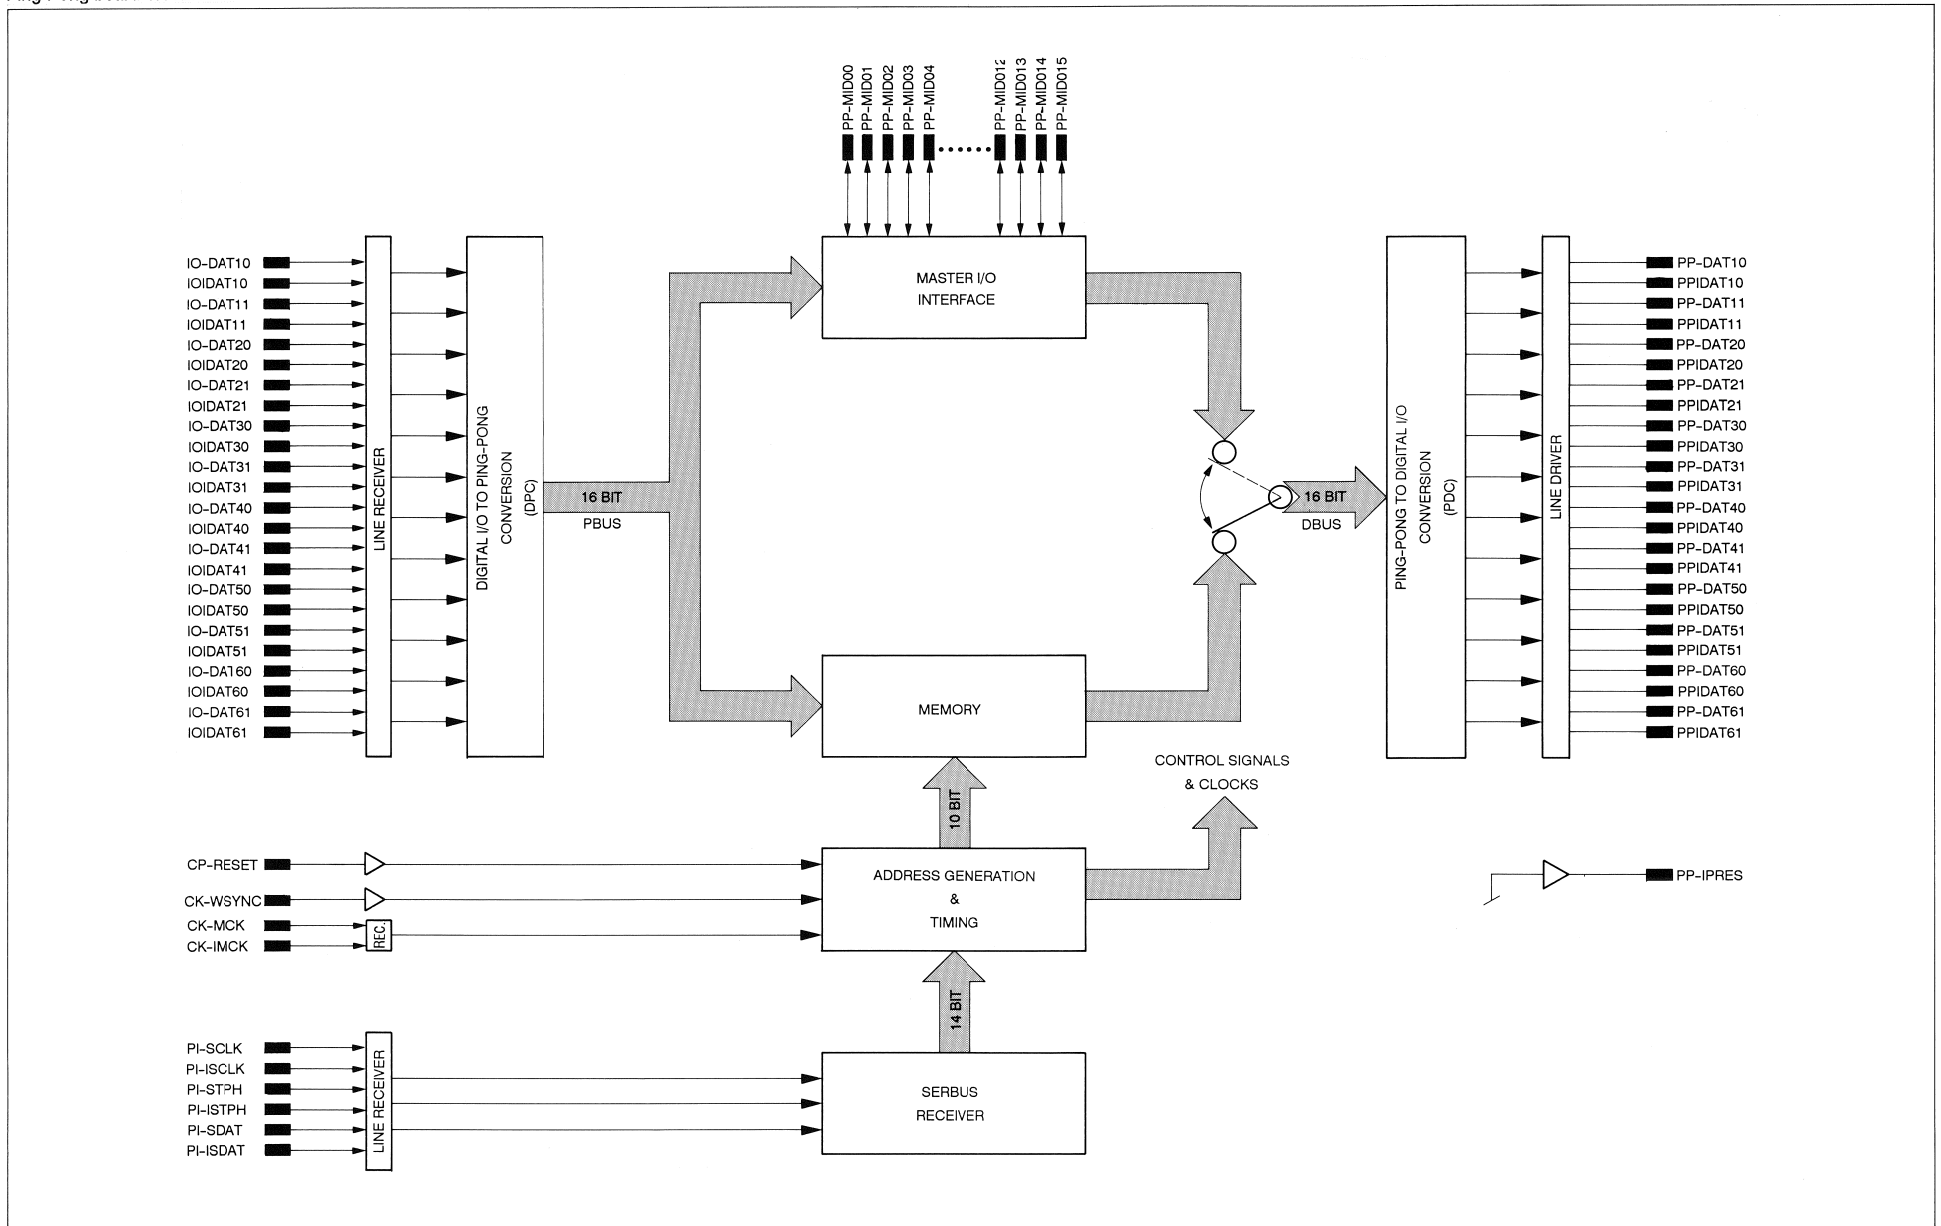 PP-MID00
PP-MID01
PP-MID02
PP-MID03
PP-MID04
PP-MID012
PP-MID013
PP-MID014
PP-MID015
IO-DAT10
IOIDAT10
IO-DAT11
IOIDAT11
IO-DAT20
IOIDAT20
IO-DAT21
IOIDAT21
IO-DAT30
IOIDAT30
IO-DAT31
IOIDAT31
IO-DAT40
IOIDAT40
IO-DAT41
IOIDAT41
IO-DAT50
IOIDAT50
IO-DAT51
IOIDAT51
IO-DAT60
IOIDAT60
IO-DAT61
IOIDAT61
LINE RECEIVER
DIGITAL I/O TO PING-PONG
CONVERSION
(DPC)
16 BIT
PBUS
MASTER I/O
INTERFACE
MEMORY
16 BIT
DBUS
PING-PONG TO DIGITAL I/O
CONVERSION
(PDC)
LINE DRIVER
PP-DAT10
PPIDAT10
PP-DAT11
PPIDAT11
PP-DAT20
PPIDAT20
PP-DAT21
PPIDAT21
PP-DAT30
PPIDAT30
PP-DAT31
PPIDAT31
PP-DAT40
PPIDAT40
PP-DAT41
PPIDAT41
PP-DAT50
PPIDAT50
PP-DAT51
PPIDAT51
PP-DAT60
PPIDAT60
PP-DAT61
PPIDAT61
CONTROL SIGNALS
& CLOCKS
10 BIT
CP-RESET
CK-WSYNC
CK-MCK
CK-IMCK
REC.
ADDRESS GENERATION
&
TIMING
PP-IPRES
14 BIT
PI-SCLK
PI-ISCLK
PI-STPH
PI-ISTPH
PI-SDAT
PI-ISDAT
LINE RECEIVER
SERBUS
RECEIVER